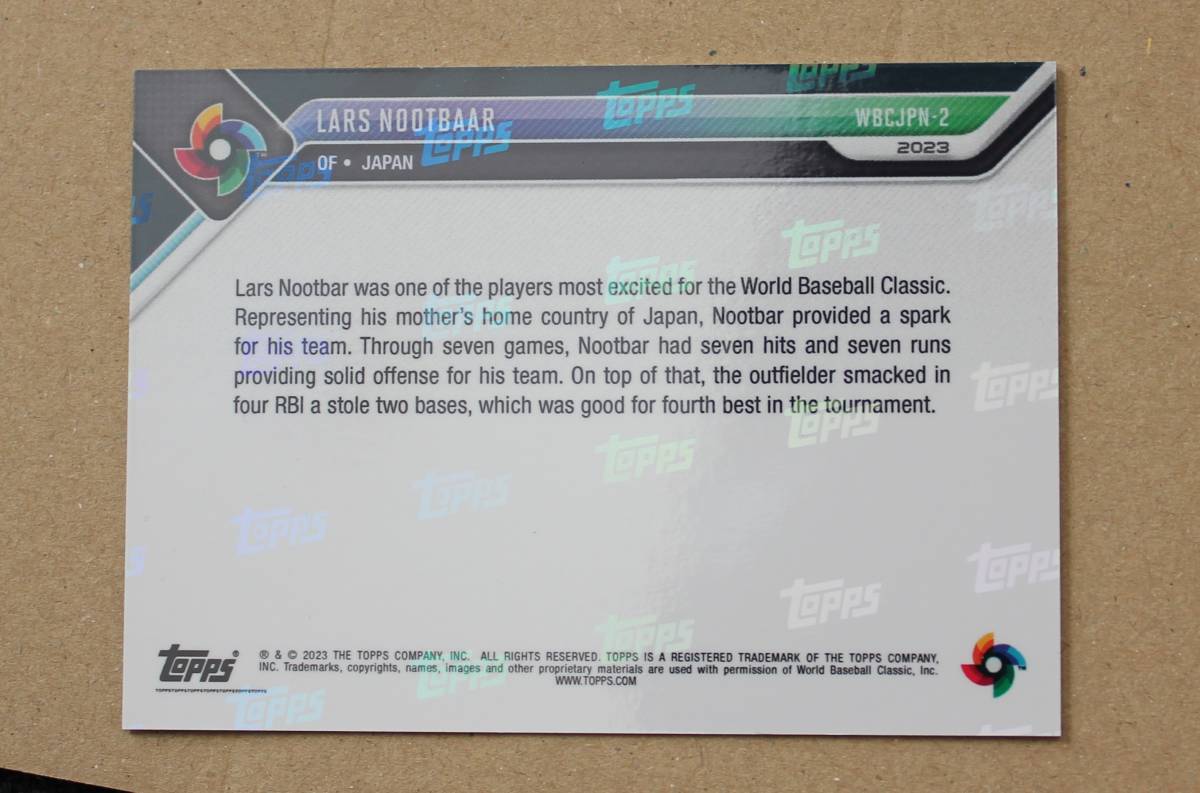 LARS NOOTBAAR
WBCJPN-2
OF • JAPAN
2023
Lars Nootbar was one of the players most excited for the World Baseball Classic.
Representing his mother's home country of Japan, Nootbar provided a spark
for his team. Through seven games, Nootbar had seven hits and seven runs
providing solid offense for his team. On top of that, the outfielder smacked in
four RBI a stole two bases, which was good for fourth best in the tournament.
topps®
® & © 2023 THE TOPPS COMPANY, INC. ALL RIGHTS RESERVED. TOPPS IS A REGISTERED TRADEMARK OF THE TOPPS COMPANY,
INC. Trademarks, copyrights, names, images and other proprietary materials are used with permission of World Baseball Classic, Inc.
WWW.TOPPS.COM